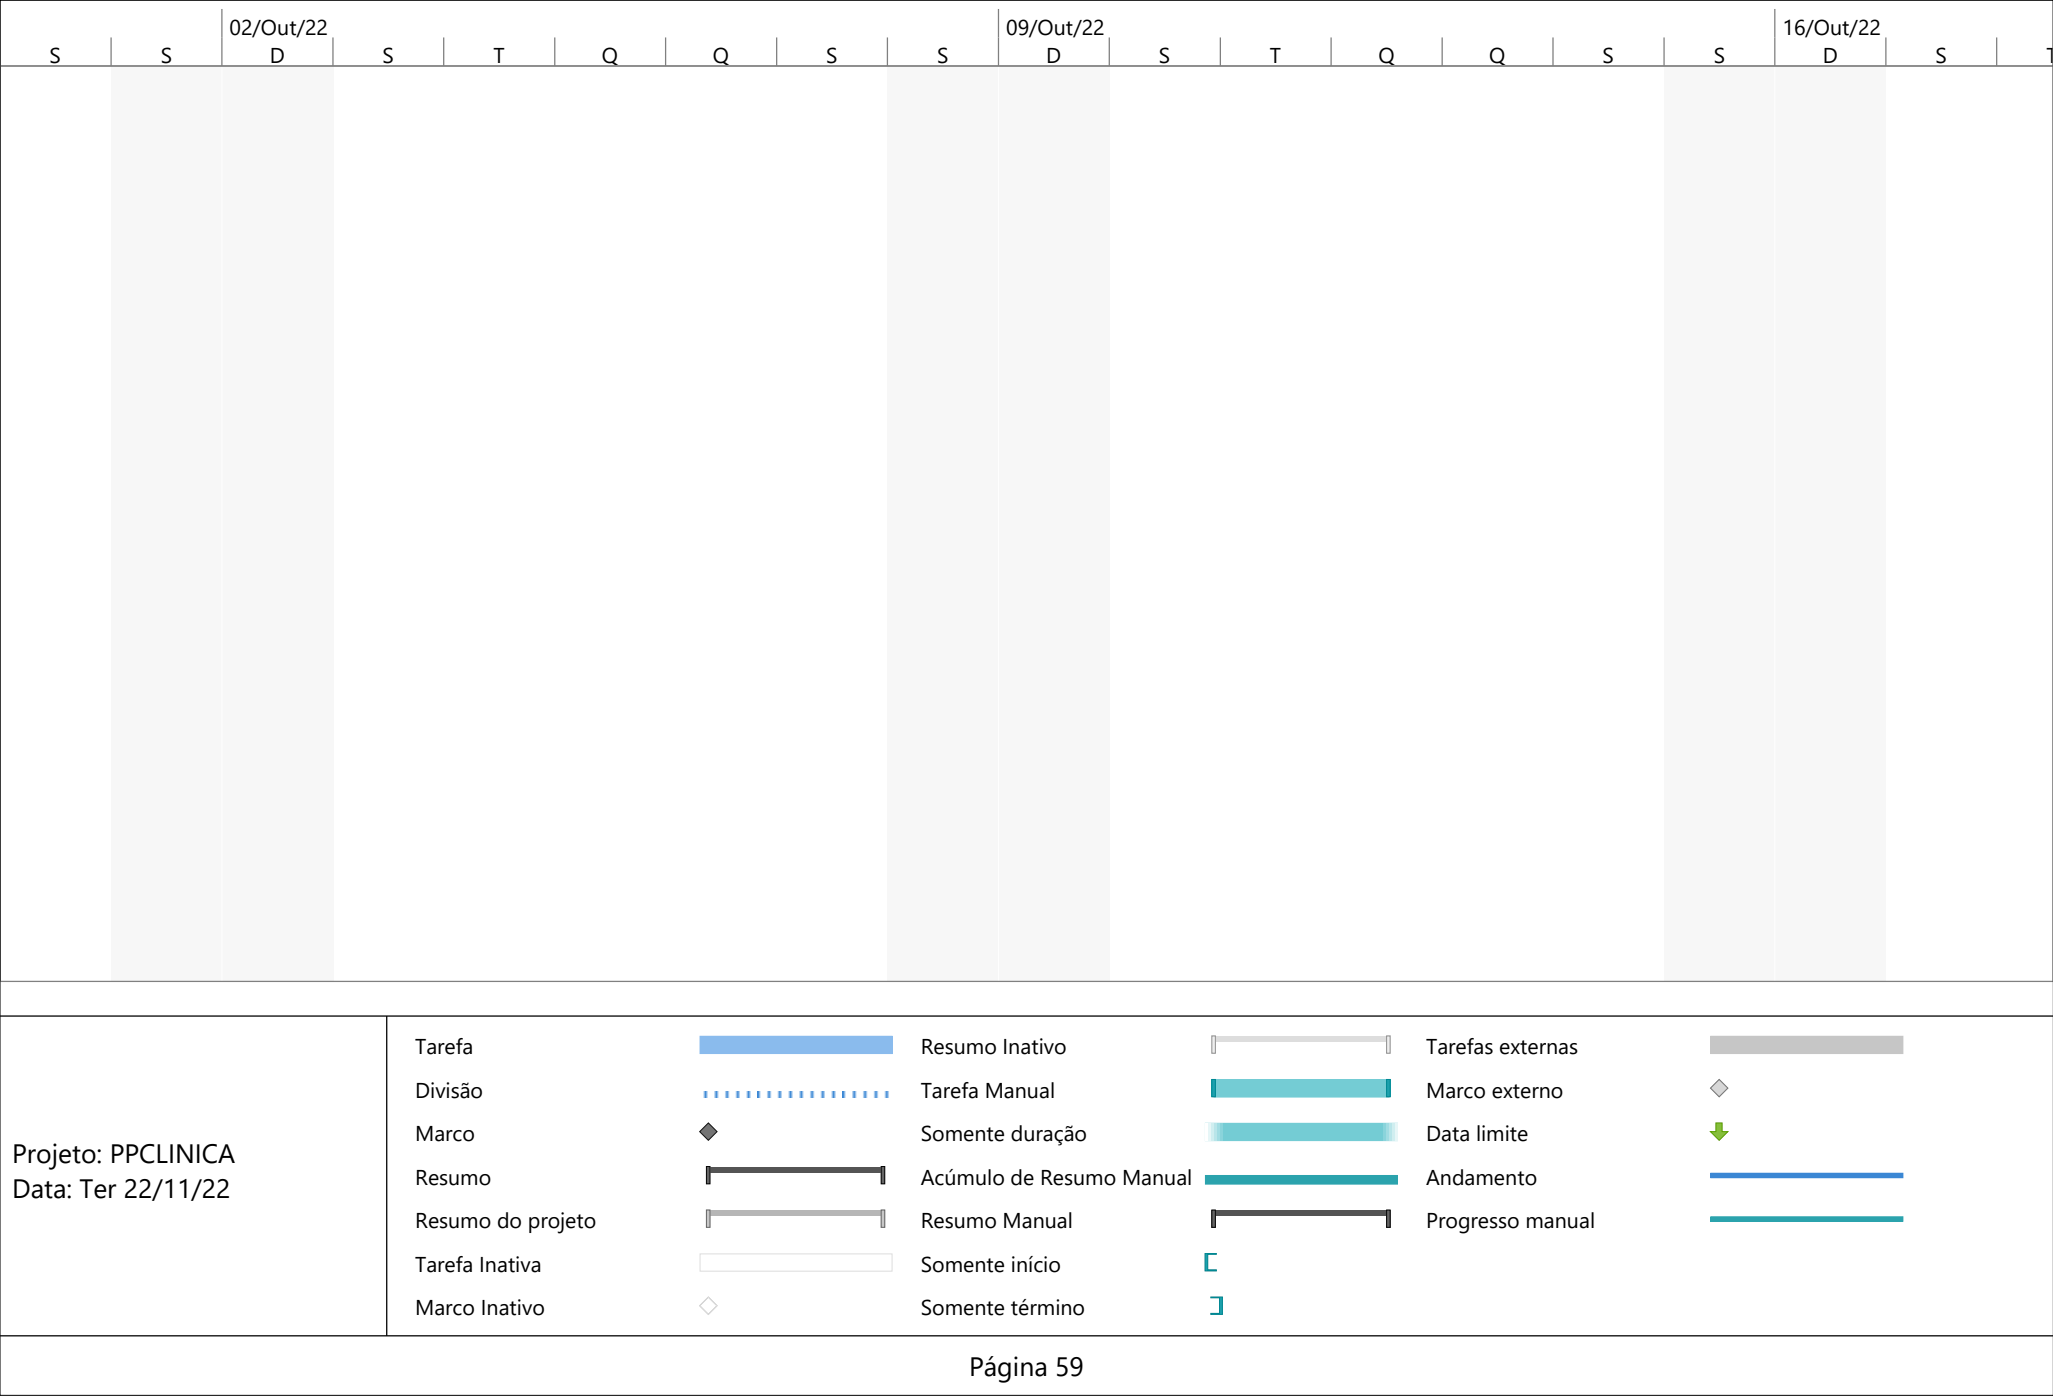 02/Out/22 09/Out/22 16/Out/22
S S D S T Q Q S S D S T Q Q S S D S T
Tarefa Resumo Inativo Tarefas externas
Divisão Tarefa Manual Marco externo
Marco Somente duração Data limite
Resumo Acúmulo de Resumo Manual Andamento
Resumo do projeto Resumo Manual Progresso manual
Tarefa Inativa Somente início
Marco Inativo Somente término
Projeto: PPCLINICA
Data: Ter 22/11/22
Página 59